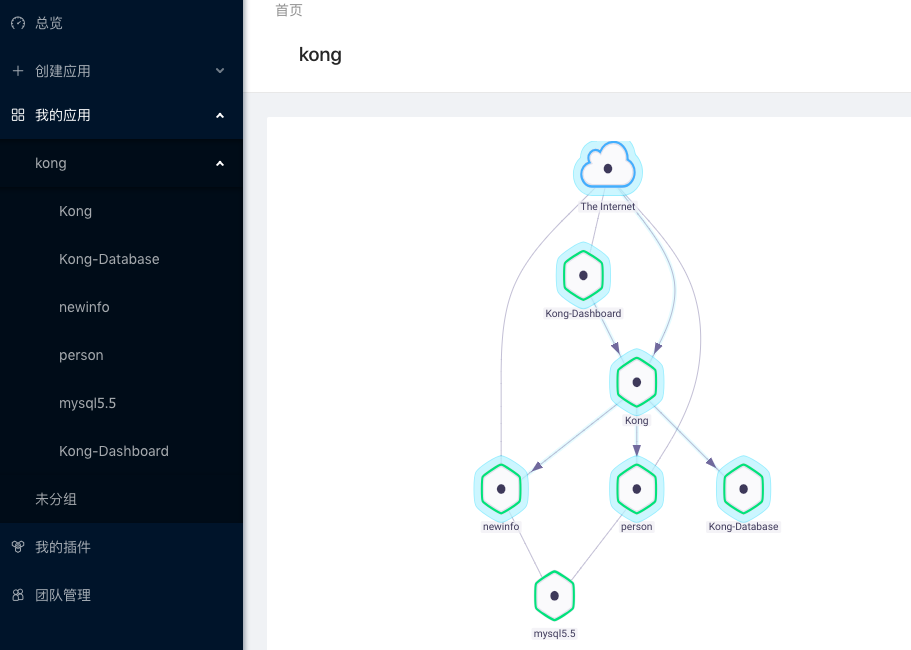 总览
创建应用
我的应用
kong
Kong
Kong-Database
newinfo
person
mysql5.5
Kong-Dashboard
未分组
我的插件
团队管理
首页
kong
The Internet
Kong-Dashboard
Kong
newinfo
person
Kong-Database
mysql5.5